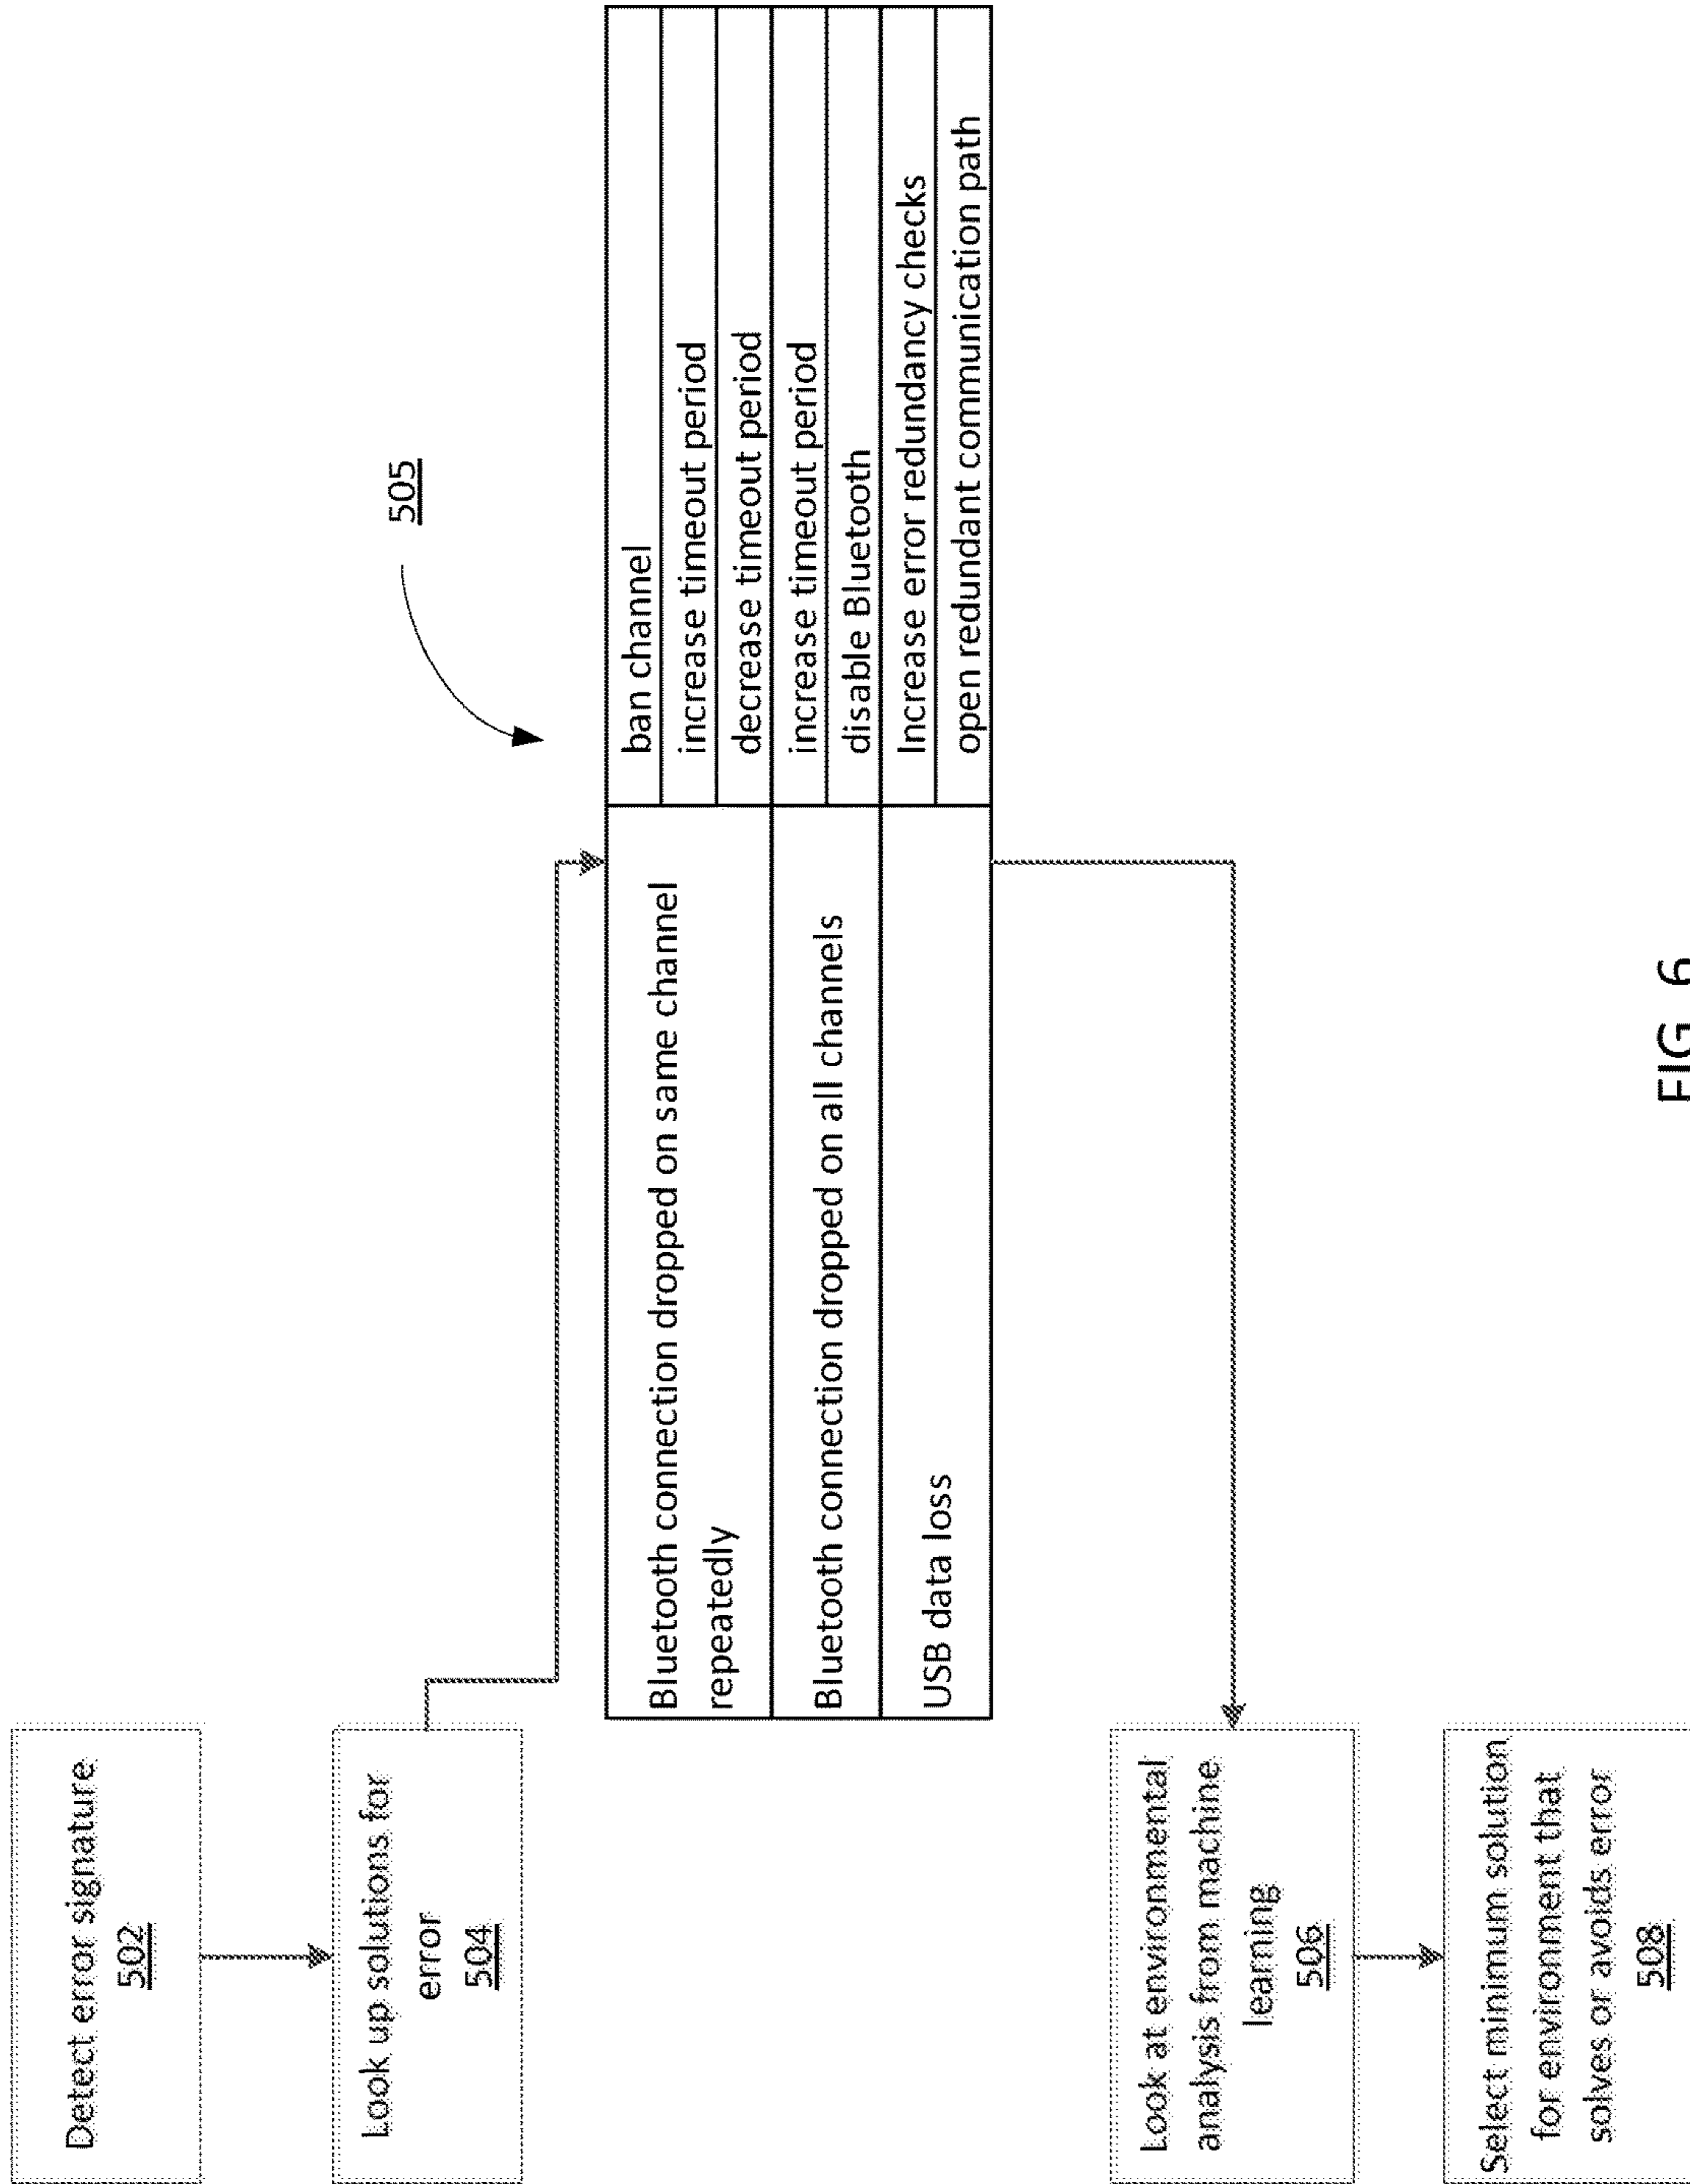 Detect error signature
502
Look up solutions for
error
504
505
Bluetooth connection dropped on same channel
repeatedly
ban channel
increase timeout period
decrease timeout period
Bluetooth connection dropped on all channels
increase timeout period
disable Bluetooth
USB data loss
Increase error redundancy checks
open redundant communication path
Look at environmental
analysis from machine
learning
506
Select minimum solution
for environment that
solves or avoids error
508
FIG. 6